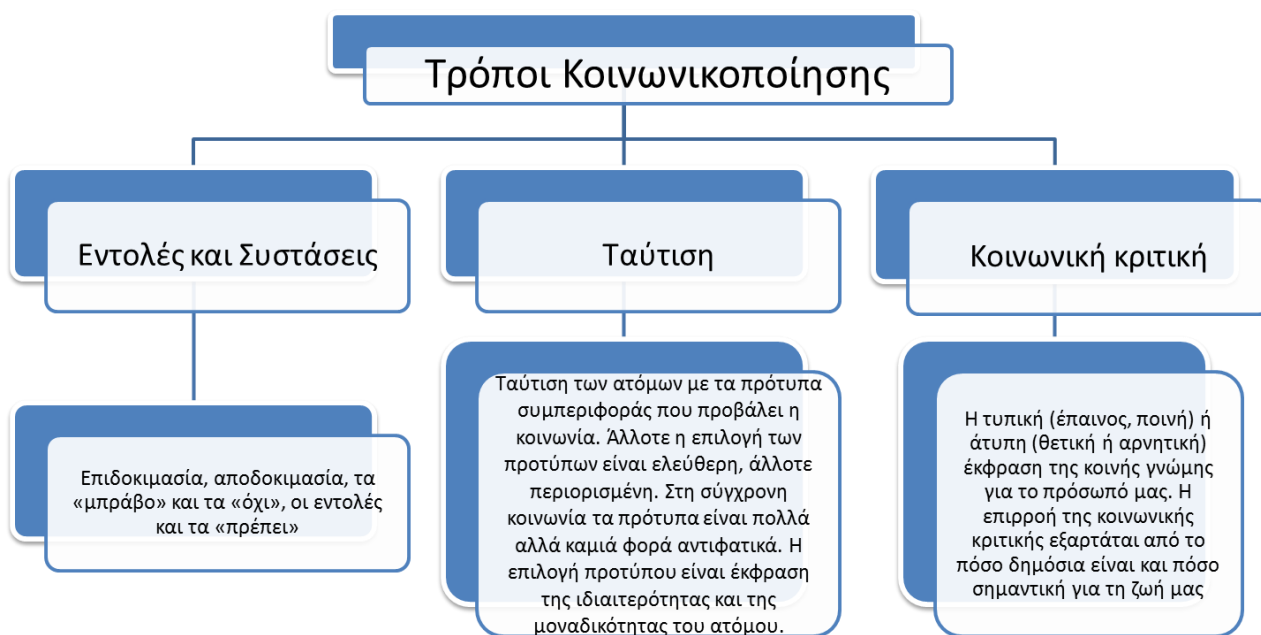 Τρόποι Κοινωνικοποίησης
Εντολές και Συστάσεις
Επιδοκιμασία, αποδοκιμασία, τα
«μπράβο» και τα «όχι», οι εντολές
και τα «πρέπει»
Ταύτιση
Ταύτιση των ατόμων με τα πρότυπα
συμπεριφοράς που προβάλει η
κοινωνία. Άλλοτε η επιλογή των
προτύπων είναι ελεύθερη, άλλοτε
περιορισμένη. Στη σύγχρονη
κοινωνία τα πρότυπα είναι πολλά
αλλά καμιά φορά αντιφατικά. Η
επιλογή προτύπου είναι έκφραση
της ιδιαιτερότητας και της
μοναδικότητας του ατόμου.
Κοινωνική κριτική
Η τυπική (έπαινος, ποινή) ή
άτυπη (θετική ή αρνητική)
έκφραση της κοινής γνώμης
για το πρόσωπό μας. Η
επιρροή της κοινωνικής
κριτικής εξαρτάται από το
πόσο δημόσια είναι και πόσο
σημαντική για τη ζωή μας